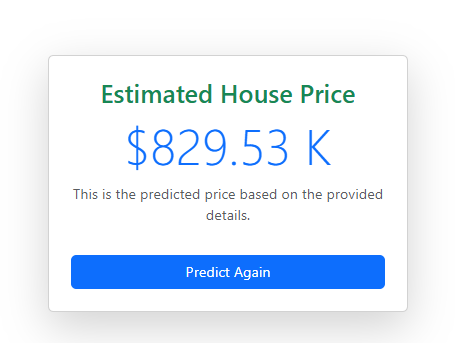 Estimated House Price
$829.53 K
This is the predicted price based on the provided
details.
Predict Again